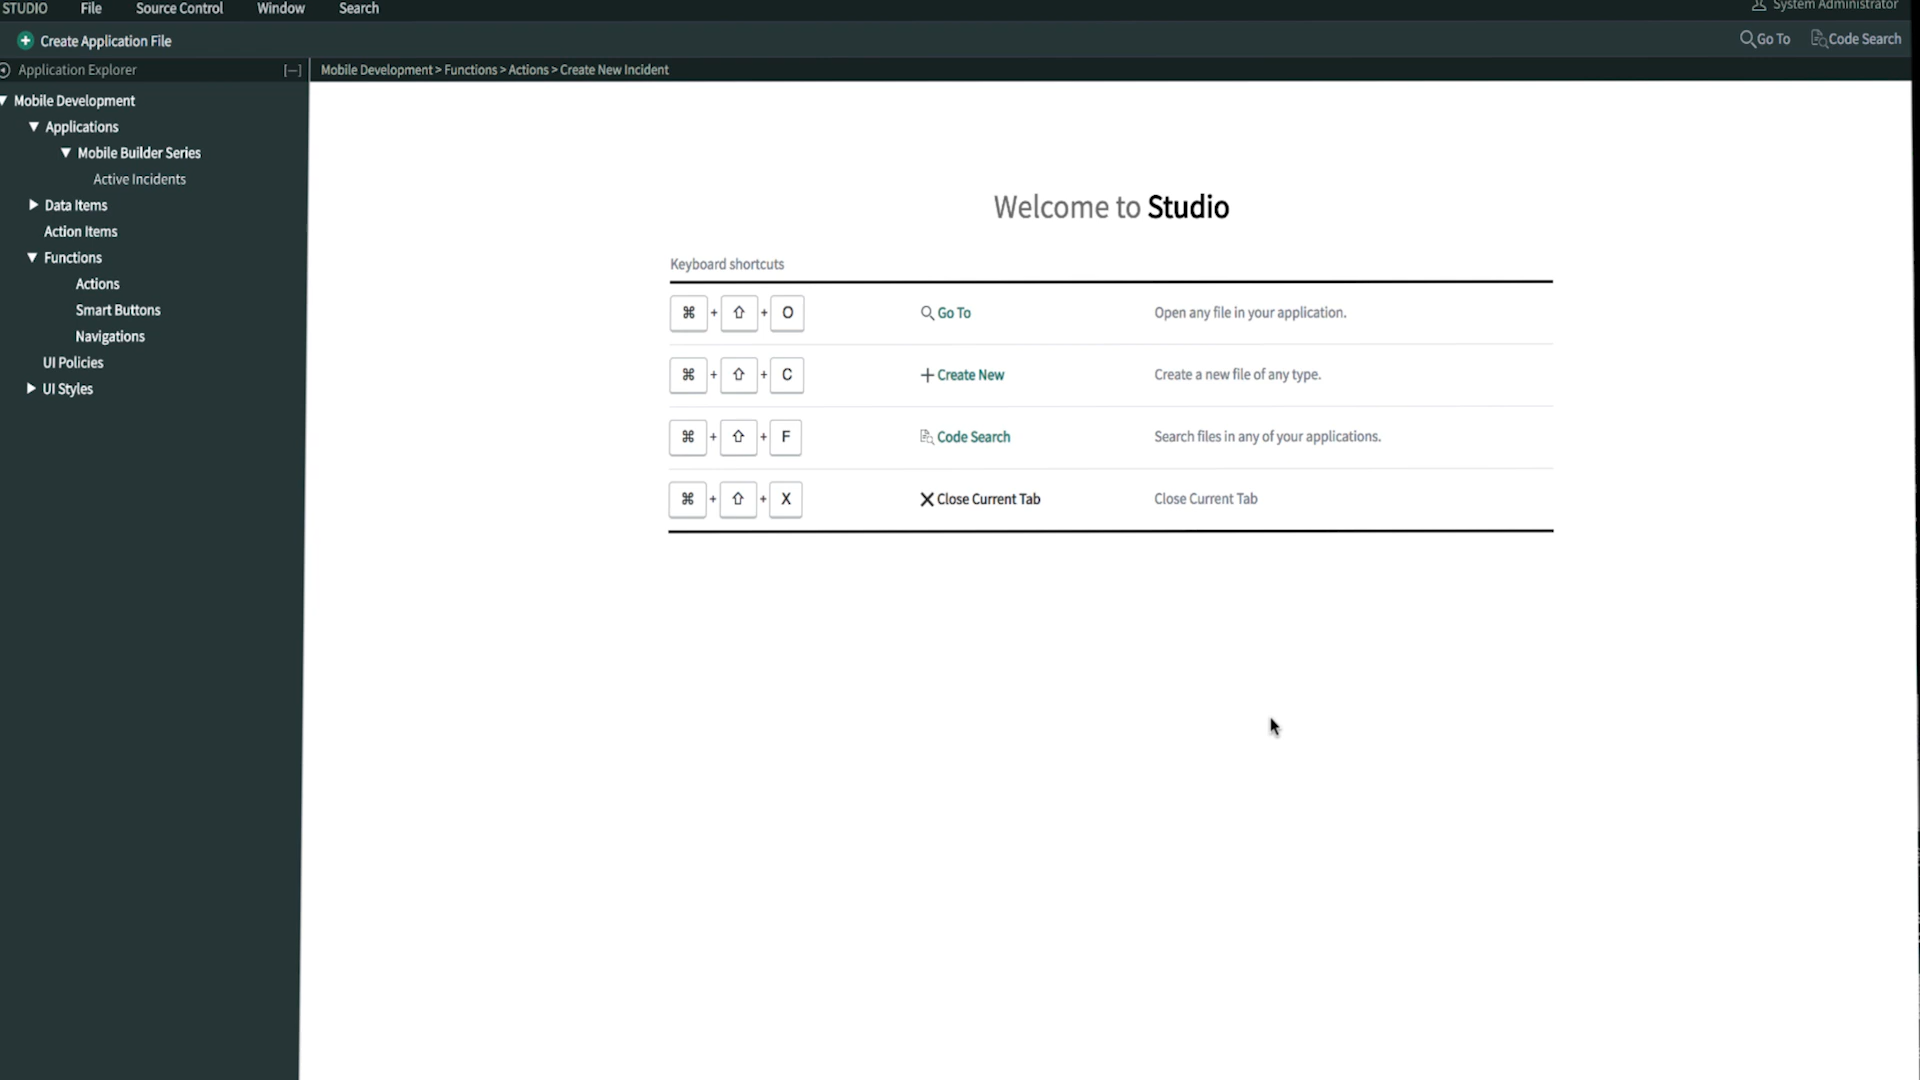 STUDIO File Source Control Window Search System Administrator
Create Application File Go To Code Search
Application Explorer [—] Mobile Development > Functions > Actions > Create New Incident
Mobile Development
Applications
Mobile Builder Series
Active Incidents
Data Items
Action Items
Functions
Actions
Smart Buttons
Navigations
UI Policies
UI Styles
Welcome to Studio
Keyboard shortcuts
⌘ + ⇧ + O Go To Open any file in your application.
⌘ + ⇧ + C Create New Create a new file of any type.
⌘ + ⇧ + F Code Search Search files in any of your applications.
⌘ + ⇧ + X Close Current Tab Close Current Tab